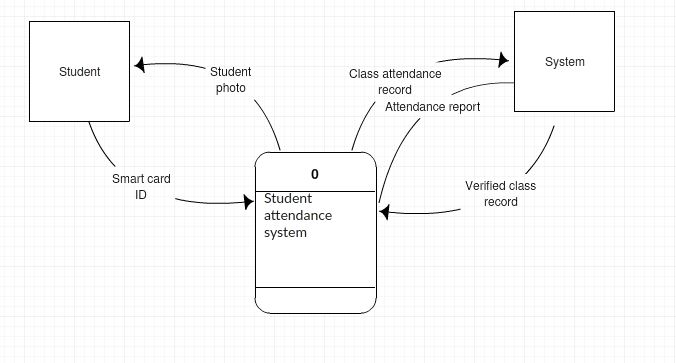 Student
System
Student
photo
Class attendance
record
Attendance report
Smart card
ID
0
Student
attendance
system
Verified class
record